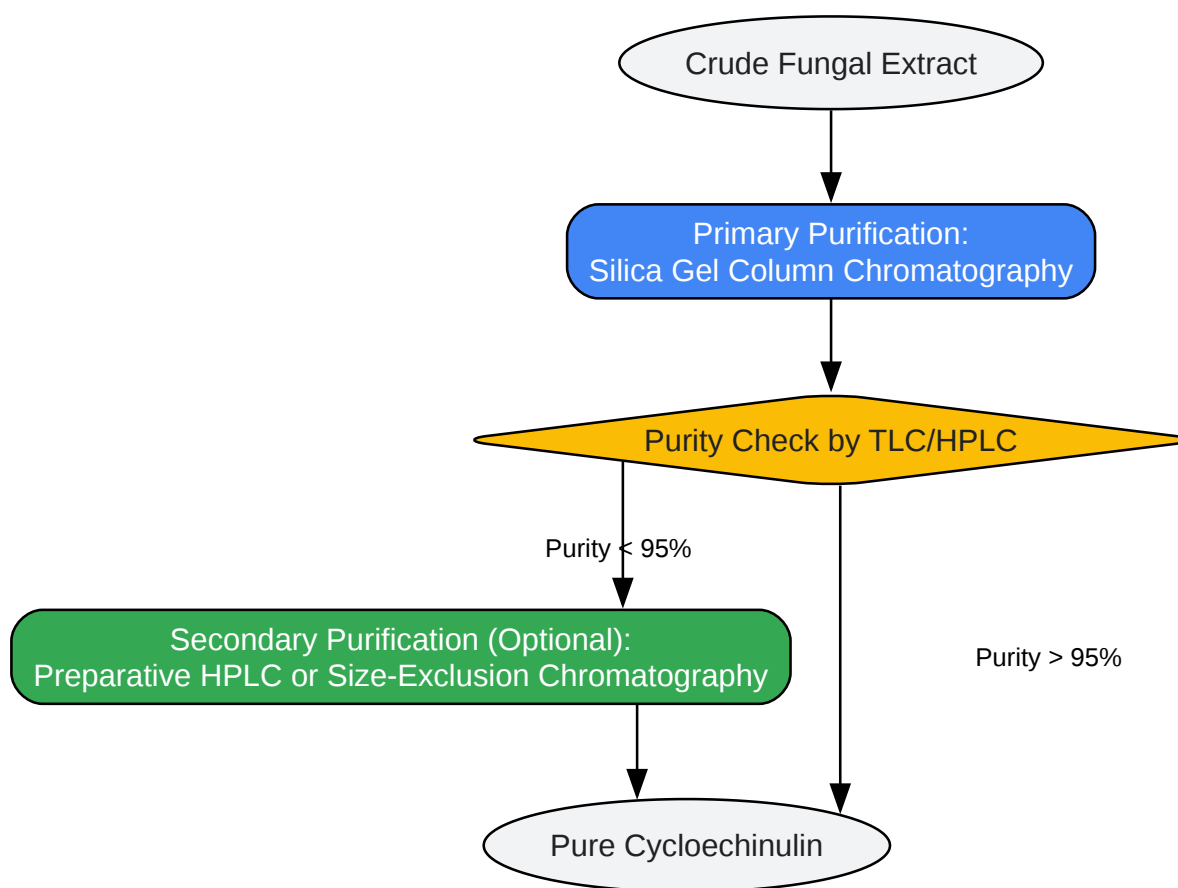 Crude Fungal Extract
Primary Purification:
Silica Gel Column Chromatography
Purity Check by TLC/HPLC
Purity < 95%
Secondary Purification (Optional):
Preparative HPLC or Size-Exclusion Chromatography
Purity > 95%
Pure Cycloechinulin